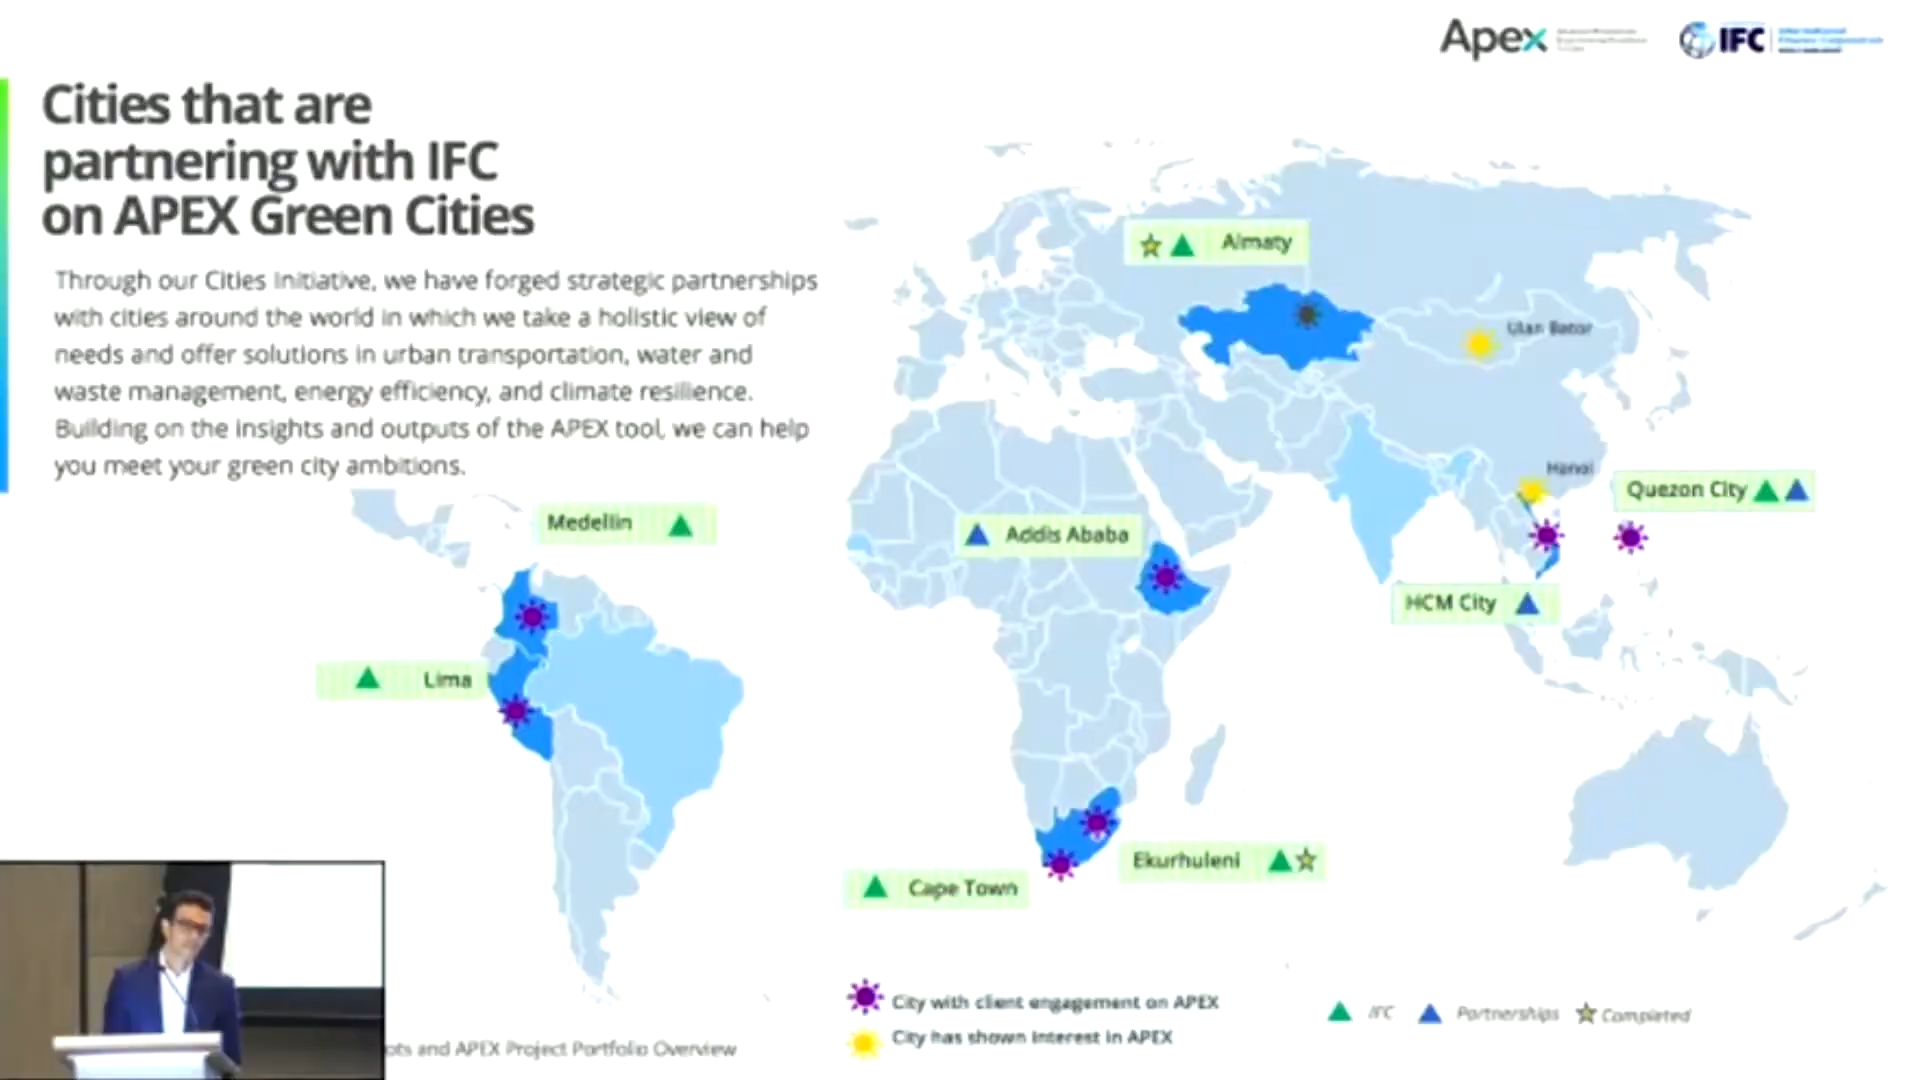 Apex
IFC
Cities that are
partnering with IFC
on APEX Green Cities
Through our Cities Initiative, we have forged strategic partnerships
with cities around the world in which we take a holistic view of
needs and offer solutions in urban transportation, water and
waste management, energy efficiency, and climate resilience.
Building on the insights and outputs of the APEX tool, we can help
you meet your green city ambitions.
Almaty
Ulan Bator
Hanoi
Quezon City
Medellin
Addis Ababa
HCM City
Lima
Ekurhuleni
Cape Town
City with client engagement on APEX
City has shown interest in APEX
IFC
Partnerships
Completed
and APEX Project Portfolio Overview